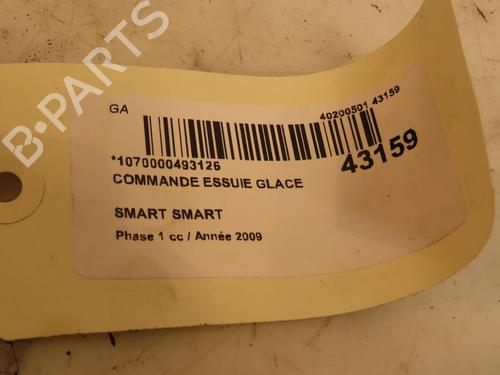 B-PARTS
GA
40200501 43159
*1070000493126
43159
COMMANDE ESSUIE GLACE
SMART SMART
Phase 1 cc / Année 2009